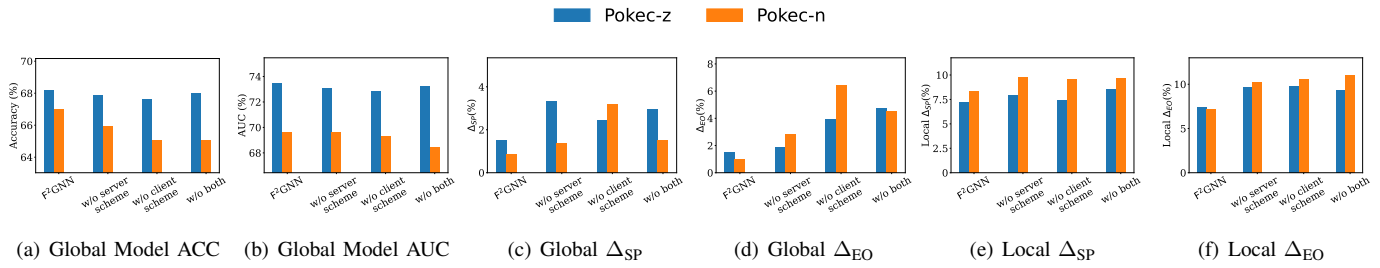 Pokec-z Pokec-n
Accuracy (%)
70
68
66
64
F²GNN
w/o server scheme
w/o client scheme
w/o both
(a) Global Model ACC
AUC (%)
74
72
70
68
F²GNN
w/o server scheme
w/o client scheme
w/o both
(b) Global Model AUC
Δ_SP(%)
4
2
0
F²GNN
w/o server scheme
w/o client scheme
w/o both
(c) Global Δ_SP
Δ_EO(%)
8
6
4
2
0
F²GNN
w/o server scheme
w/o client scheme
w/o both
(d) Global Δ_EO
Local Δ_SP(%)
10
7.5
5
2.5
0
F²GNN
w/o server scheme
w/o client scheme
w/o both
(e) Local Δ_SP
Local Δ_EO(%)
10
5
0
F²GNN
w/o server scheme
w/o client scheme
w/o both
(f) Local Δ_EO